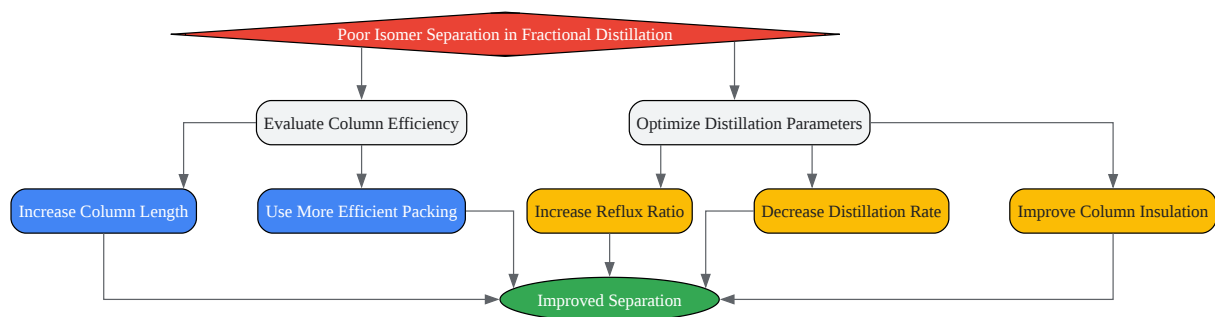 Poor Isomer Separation in Fractional Distillation
Evaluate Column Efficiency
Optimize Distillation Parameters
Increase Column Length
Use More Efficient Packing
Increase Reflux Ratio
Decrease Distillation Rate
Improve Column Insulation
Improved Separation